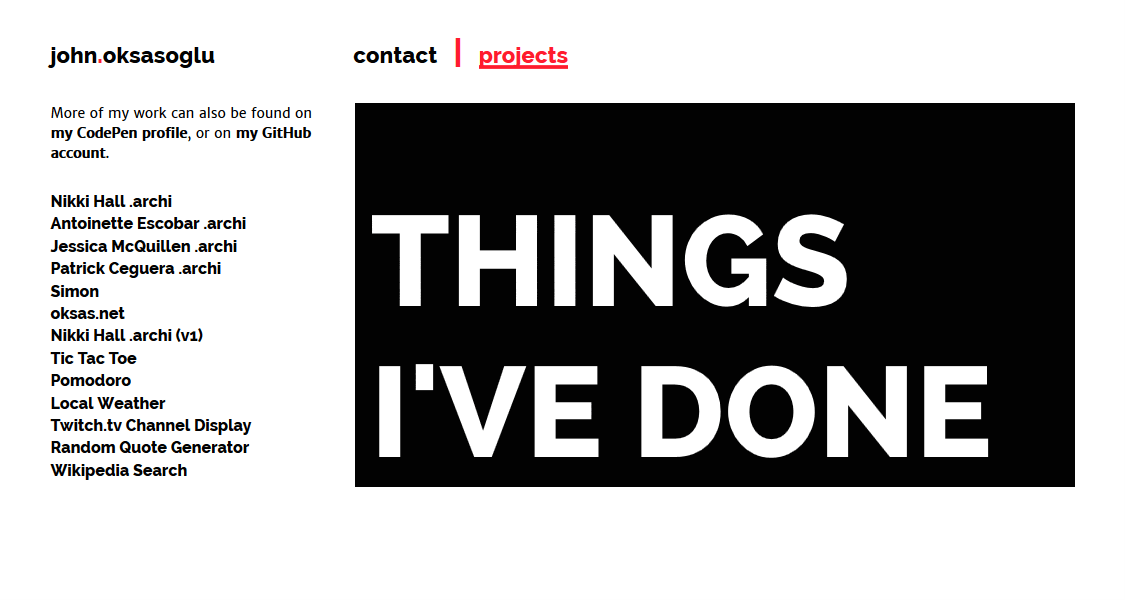 john.oksasoglu
contact | projects
More of my work can also be found on
my CodePen profile, or on my GitHub
account.
Nikki Hall .archi
Antoinette Escobar .archi
Jessica McQuillen .archi
Patrick Ceguera .archi
Simon
oksas.net
Nikki Hall .archi (v1)
Tic Tac Toe
Pomodoro
Local Weather
Twitch.tv Channel Display
Random Quote Generator
Wikipedia Search
THINGS
I'VE DONE